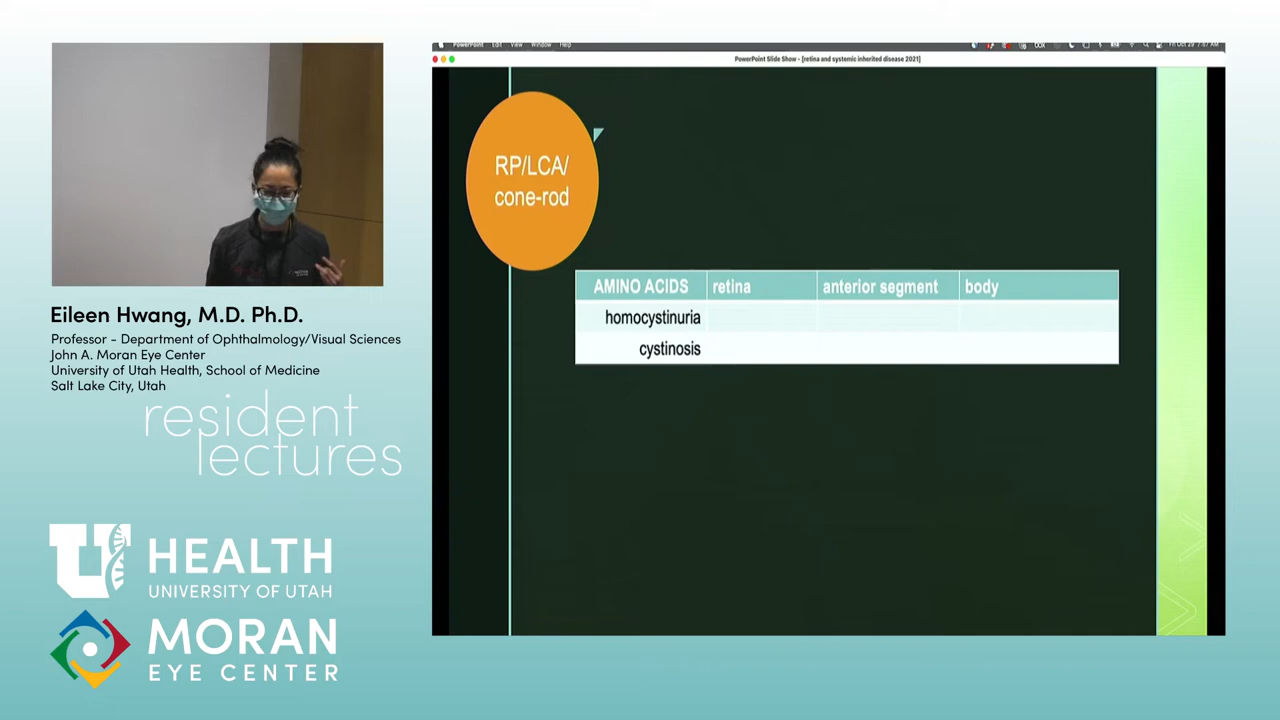 Eileen Hwang, M.D. Ph.D.
Professor - Department of Ophthalmology/Visual Sciences
John A. Moran Eye Center
University of Utah Health, School of Medicine
Salt Lake City, Utah
resident
lectures
U HEALTH
UNIVERSITY OF UTAH
MORAN
EYE CENTER
PowerPoint Edit View Window Help
PowerPoint Slide Show - [retina and systemic inherited disease 2021]
RP/LCA/
cone-rod
AMINO ACIDS retina anterior segment body
homocystinuria
cystinosis